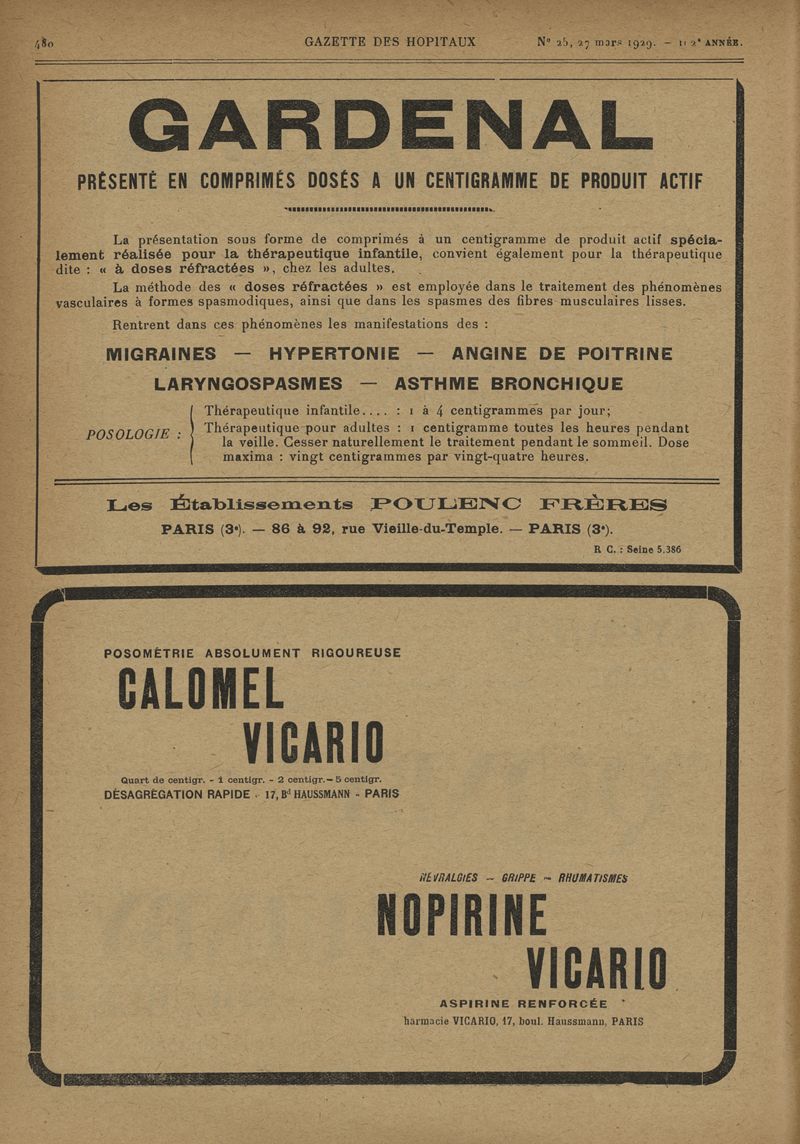 480 GAZETTE DES HOPITAUX N° 25, 27 mars 1929. — 102e ANNÉE.
GARDENAL
PRÉSENTÉ EN COMPRIMÉS DOSÉS A UN CENTIGRAMME DE PRODUIT ACTIF
La présentation sous forme de comprimés à un centigramme de produit actif spécia-
lement réalisée pour la thérapeutique infantile, convient également pour la thérapeutique
dite : « à doses réfractées », chez les adultes.
La méthode des « doses réfractées » est employée dans le traitement des phénomènes
vasculaires à formes spasmodiques, ainsi que dans les spasmes des fibres musculaires lisses.
Rentrent dans ces phénomènes les manifestations des :
MIGRAINES — HYPERTONIE — ANGINE DE POITRINE
LARYNGOSPASMES — ASTHME BRONCHIQUE
POSOLOGIE :
Thérapeutique infantile.... : 1 à 4 centigrammes par jour;
Thérapeutique pour adultes : 1 centigramme toutes les heures pendant
la veille. Cesser naturellement le traitement pendant le sommeil. Dose
maxima : vingt centigrammes par vingt-quatre heures.
Les Établissements POULENC FRÈRES
PARIS (3e). — 86 à 92, rue Vieille-du-Temple. — PARIS (3e).
R C. : Seine 5.386
POSOMÉTRIE ABSOLUMENT RIGOUREUSE
CALOMEL
VICARIO
Quart de centigr. - 1 centigr. - 2 centigr. - 5 centigr.
DÉSAGRÉGATION RAPIDE - 17, Bd HAUSSMANN - PARIS
NÉVRALGIES — GRIPPE — RHUMATISMES
NOPIRINE
VICARIO
ASPIRINE RENFORCÉE
harmacie VICARIO, 17, boul. Haussmann, PARIS